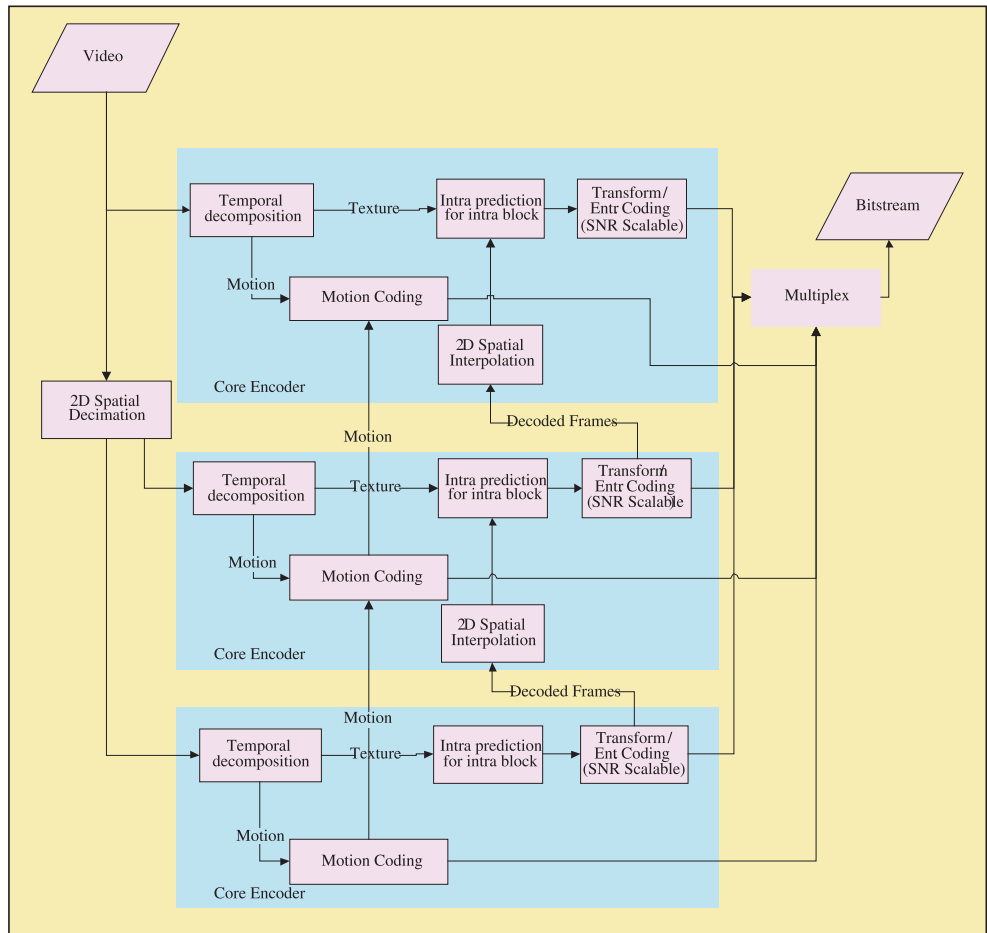 Video
Temporal
decomposition
Texture
Intra prediction
for intra block
Transform/
Entr Coding
(SNR Scalable)
Bitstream
Motion
Motion Coding
Multiplex
2D Spatial
Interpolation
Core Encoder
2D Spatial
Decimation
Decoded Frames
Motion
Temporal
decomposition
Texture
Intra prediction
for intra block
Transform/
Entr Coding
(SNR Scalable)
Motion
Motion Coding
2D Spatial
Interpolation
Core Encoder
Decoded Frames
Motion
Temporal
decomposition
Texture
Intra prediction
for intra block
Transform/
Ent Coding
(SNR Scalable)
Motion
Motion Coding
Core Encoder